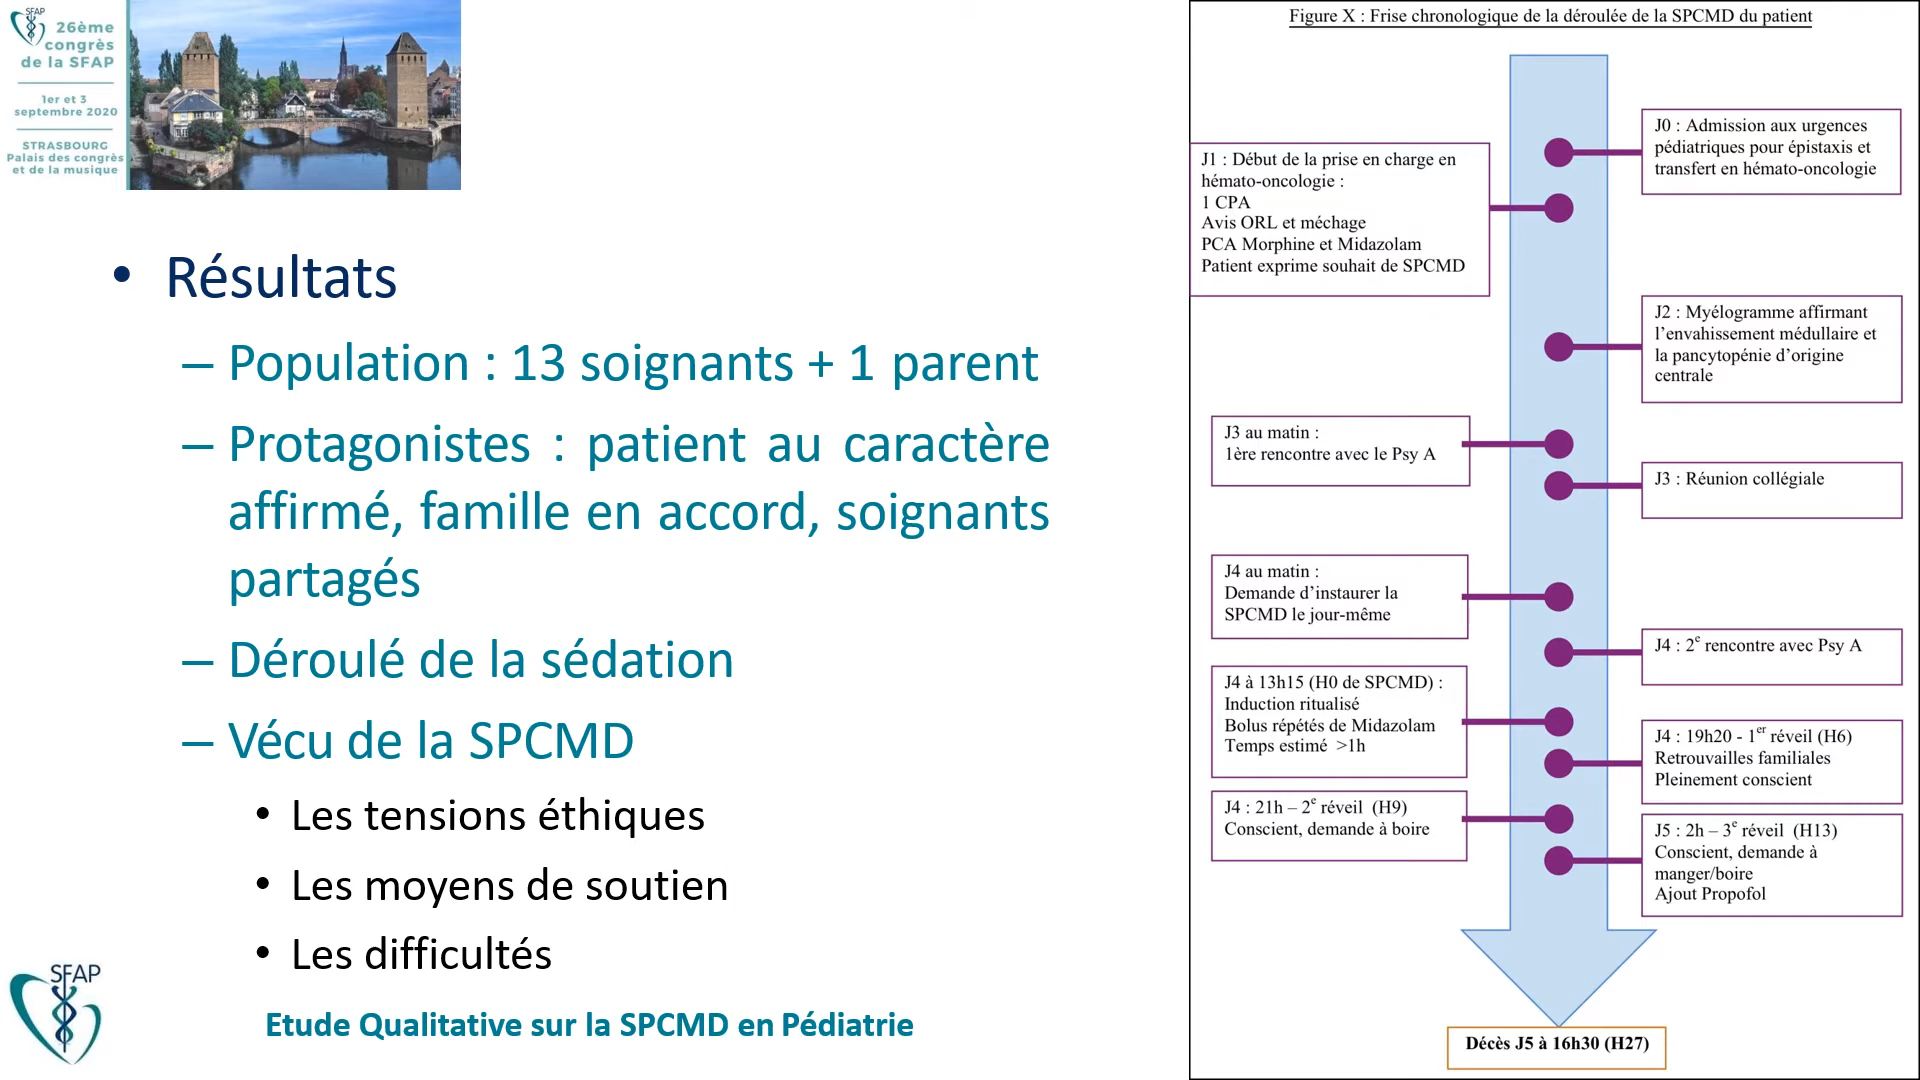 SFAP
26ème
congrès
de la SFAP
1er et 3
septembre 2020
STRASBOURG
Palais des congrès
et de la musique
• Résultats
– Population : 13 soignants + 1 parent
– Protagonistes : patient au caractère
affirmé, famille en accord, soignants
partagés
– Déroulé de la sédation
– Vécu de la SPCMD
• Les tensions éthiques
• Les moyens de soutien
• Les difficultés
SFAP
Etude Qualitative sur la SPCMD en Pédiatrie
Figure X : Frise chronologique de la déroulée de la SPCMD du patient
J0 : Admission aux urgences
pédiatriques pour épistaxis et
transfert en hémato-oncologie
J1 : Début de la prise en charge en
hémato-oncologie :
1 CPA
Avis ORL et méchage
PCA Morphine et Midazolam
Patient exprime souhait de SPCMD
J2 : Myélogramme affirmant
l’envahissement médullaire et
la pancytopénie d’origine
centrale
J3 au matin :
1ère rencontre avec le Psy A
J3 : Réunion collégiale
J4 au matin :
Demande d’instaurer la
SPCMD le jour-même
J4 : 2e rencontre avec Psy A
J4 à 13h15 (H0 de SPCMD) :
Induction ritualisé
Bolus répétés de Midazolam
Temps estimé >1h
J4 : 19h20 - 1er réveil (H6)
Retrouvailles familiales
Pleinement conscient
J4 : 21h – 2e réveil (H9)
Conscient, demande à boire
J5 : 2h – 3e réveil (H13)
Conscient, demande à
manger/boire
Ajout Propofol
Décès J5 à 16h30 (H27)